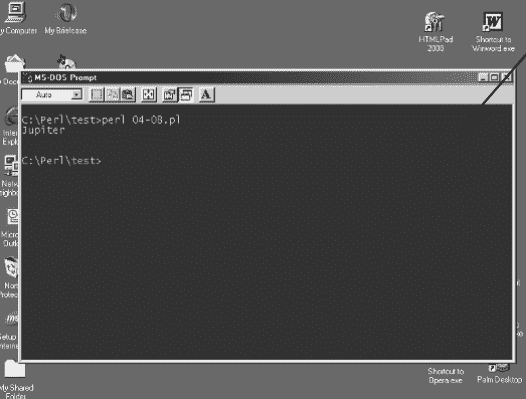 y Computer
My Briefcase
HTMLPad
2000
Shortcut to
Winword.exe
MS-DOS Prompt
Auto
A
C:\Perl\test>perl 04-08.pl
Jupiter
C:\Perl\test>
Shortcut to
Opera.exe
Palm Desktop
My Shared
Folder